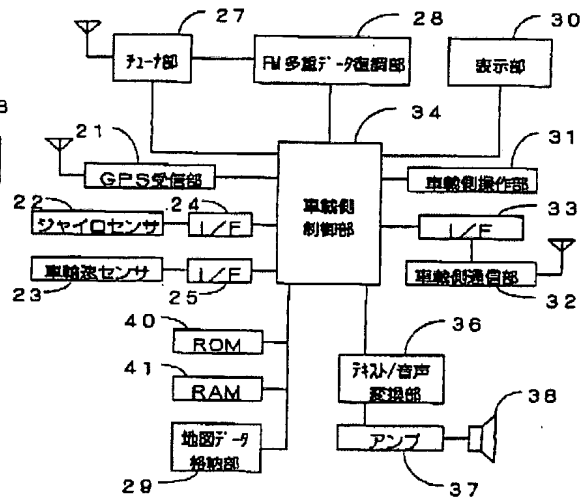 27
28
30
チューナ部
FM多重データ復調部
表示部
34
21
31
GPS受信部
車載側操作部
22
24
車載側
制御部
33
ジャイロセンサ
I/F
I/F
車輪速センサ
I/F
車載側通信部
23
25
32
40
36
ROM
41
テキスト/音声
変換部
38
RAM
地図データ
格納部
アンプ
29
37